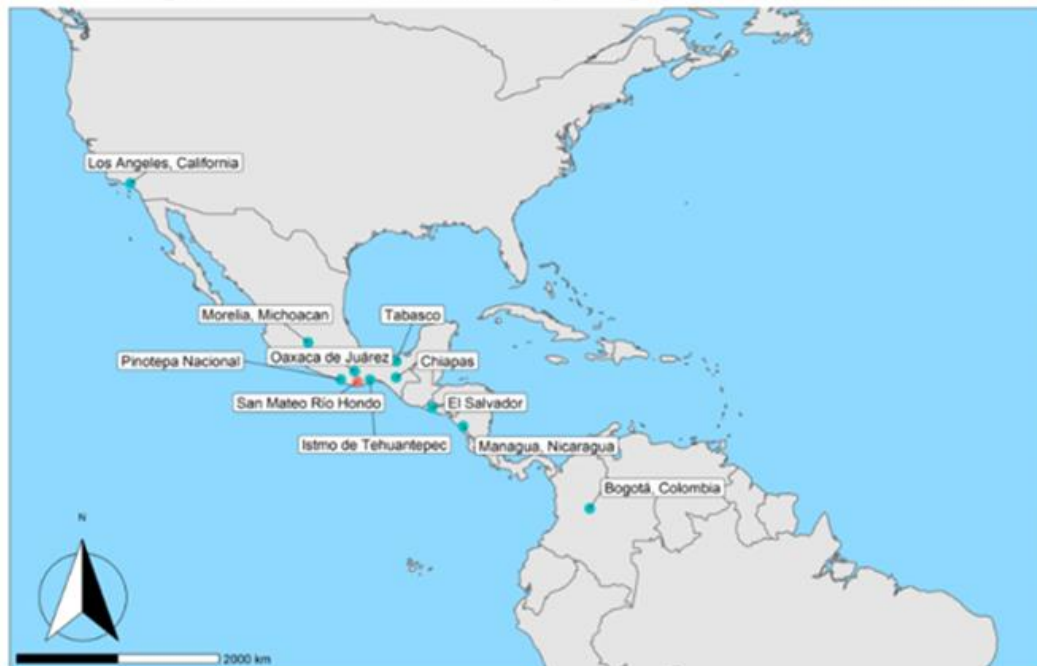 Los Angeles, California
Morelia, Michoacan
Tabasco
Pinotepa Nacional
Oaxaca de Juárez
Chiapas
San Mateo Río Hondo
El Salvador
Istmo de Tehuantepec
Managua, Nicaragua
Bogotá, Colombia
N
2000 km